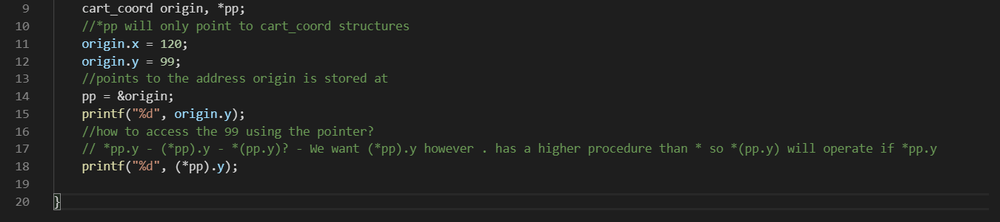 9 cart_coord origin, *pp;
10 //*pp will only point to cart_coord structures
11 origin.x = 120;
12 origin.y = 99;
13 //points to the address origin is stored at
14 pp = &origin;
15 printf("%d", origin.y);
16 //how to access the 99 using the pointer?
17 // *pp.y - (*pp).y - *(pp.y)? - We want (*pp).y however . has a higher procedure than * so *(pp.y) will operate if *pp.y
18 printf("%d", (*pp).y);
19
20 }